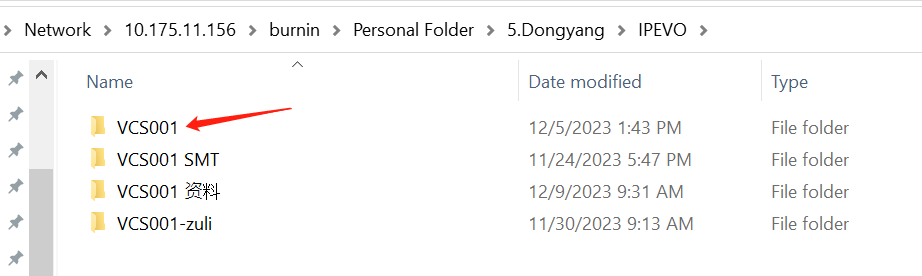 Network > 10.175.11.156 > burnin > Personal Folder > 5.Dongyang > IPEVO >
Name Date modified Type
VCS001 12/5/2023 1:43 PM File folder
VCS001 SMT 11/24/2023 5:47 PM File folder
VCS001 资料 12/9/2023 9:31 AM File folder
VCS001-zuli 11/30/2023 9:13 AM File folder